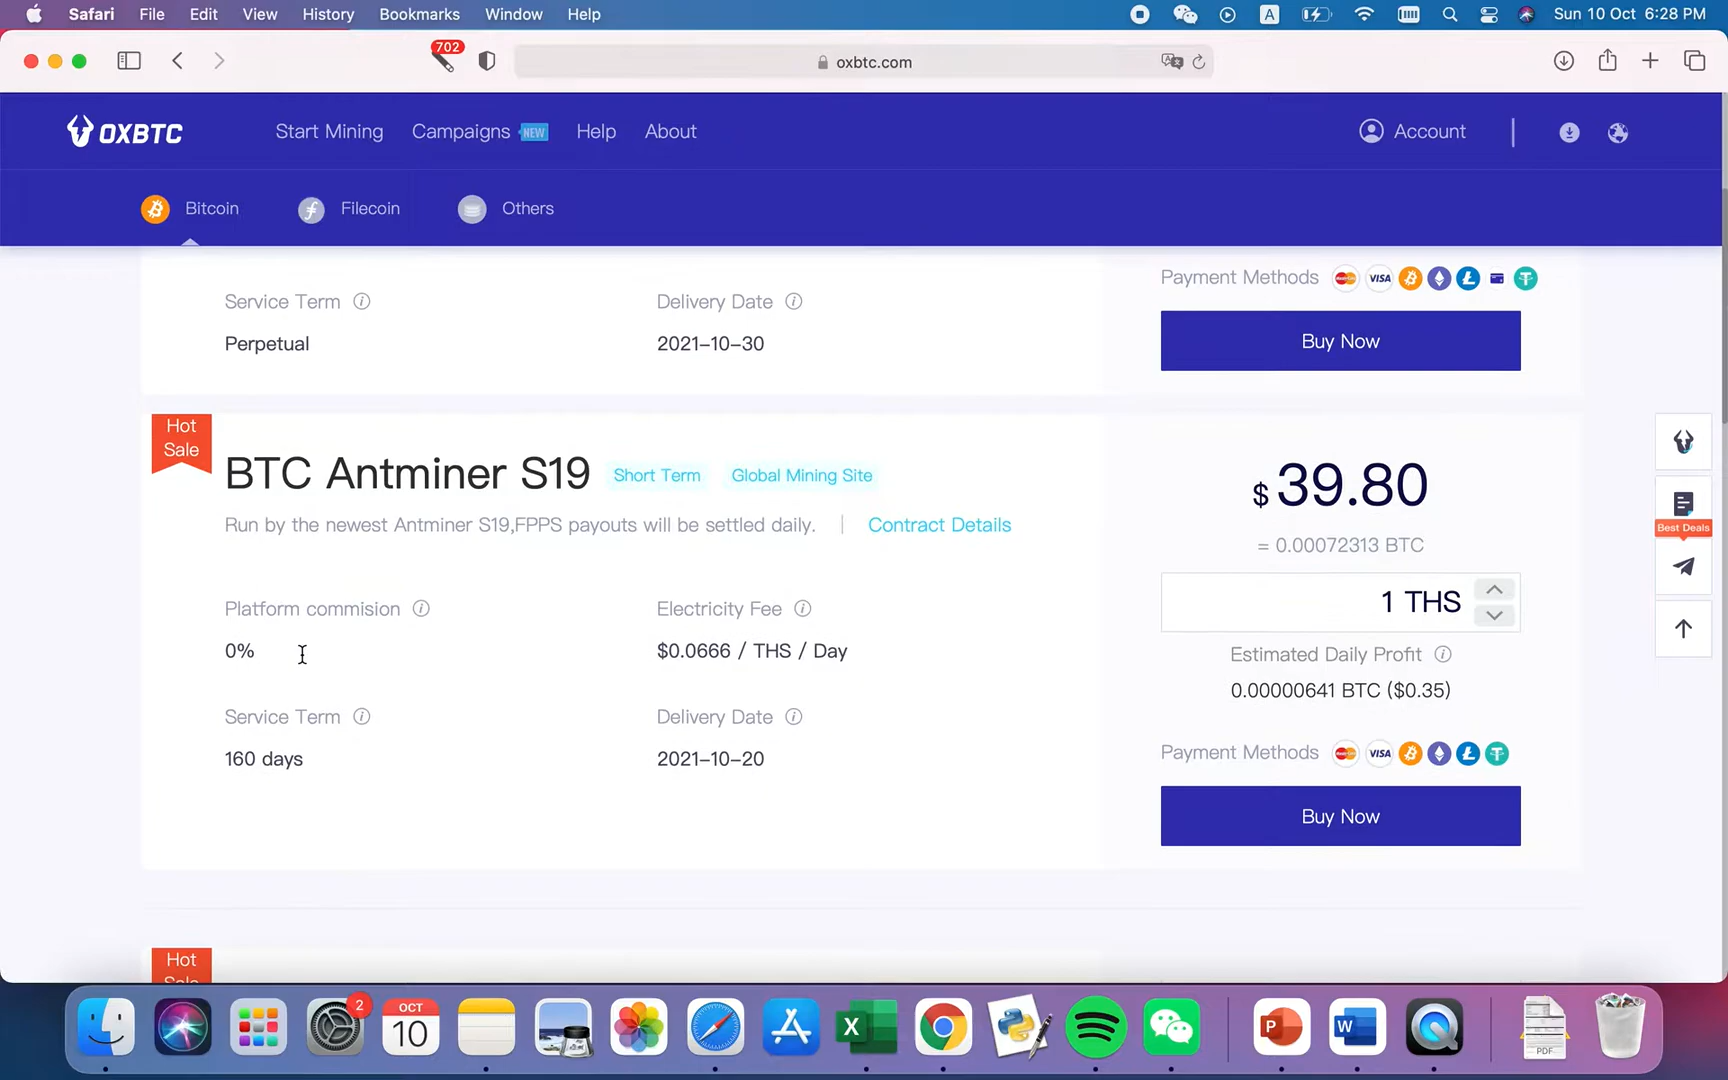 Safari File Edit View History Bookmarks Window Help A Sun 10 Oct 6:28 PM
702
oxbtc.com
OXBTC Start Mining Campaigns NEW Help About Account
Bitcoin Filecoin Others
Payment Methods VISA
Service Term Delivery Date
Perpetual 2021-10-30
Buy Now
Hot
Sale
BTC Antminer S19 Short Term Global Mining Site
Run by the newest Antminer S19,FPPS payouts will be settled daily. | Contract Details
$39.80
= 0.00072313 BTC
Best Deals
1 THS
Platform commision Electricity Fee
0% $0.0666 / THS / Day
Estimated Daily Profit
0.00000641 BTC ($0.35)
Service Term Delivery Date
160 days 2021-10-20
Payment Methods VISA
Buy Now
Hot
Sale
2
OCT
10
X
P
W
PDF